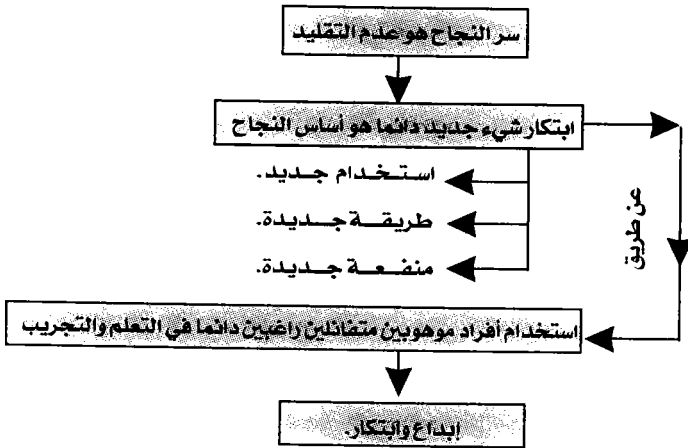 سر النجاح هو عدم التقليد
ابتكار شيء جديد دائما هو أساس النجاح
استخدام جديد.
طريقة جديدة.
منفعة جديدة.
عن طريق
استخدام أفراد موهوبين متفائلين راغبين دائما في التعلم والتجريب
إبداع وابتكار.